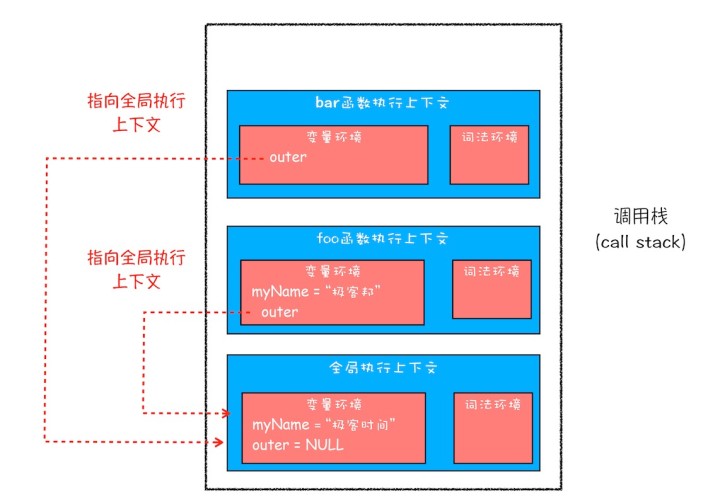 bar函数执行上下文
指向全局执行
上下文
变量环境
词法环境
outer
调用栈
(call stack)
foo函数执行上下文
指向全局执行
上下文
变量环境
词法环境
myName = “极客邦”
outer
全局执行上下文
变量环境
词法环境
myName = “极客时间”
outer = NULL